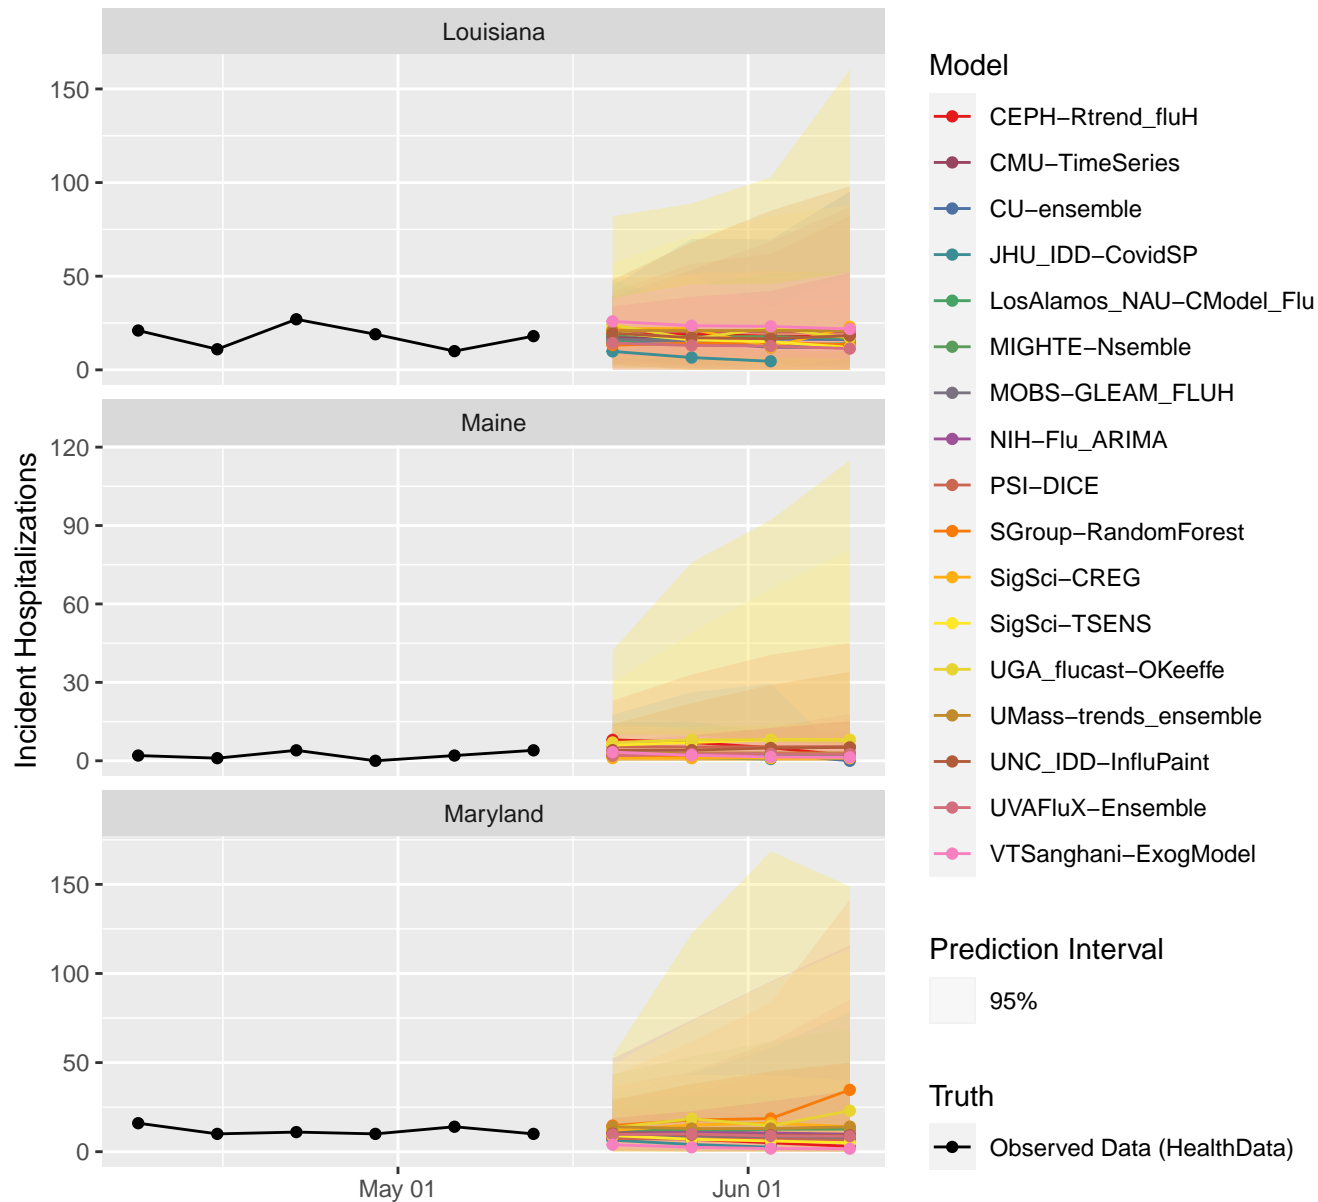 Louisiana
150
100
50
0
Maine
120
90
60
30
0
Maryland
150
100
50
0
May 01
Jun 01
Incident Hospitalizations
Model
CEPH−Rtrend_fluH
CMU−TimeSeries
CU−ensemble
JHU_IDD−CovidSP
LosAlamos_NAU−CModel_Flu
MIGHTE−Nsemble
MOBS−GLEAM_FLUH
NIH−Flu_ARIMA
PSI−DICE
SGroup−RandomForest
SigSci−CREG
SigSci−TSENS
UGA_flucast−OKeeffe
UMass−trends_ensemble
UNC_IDD−InfluPaint
UVAFluX−Ensemble
VTSanghani−ExogModel
Prediction Interval
95%
Truth
Observed Data (HealthData)